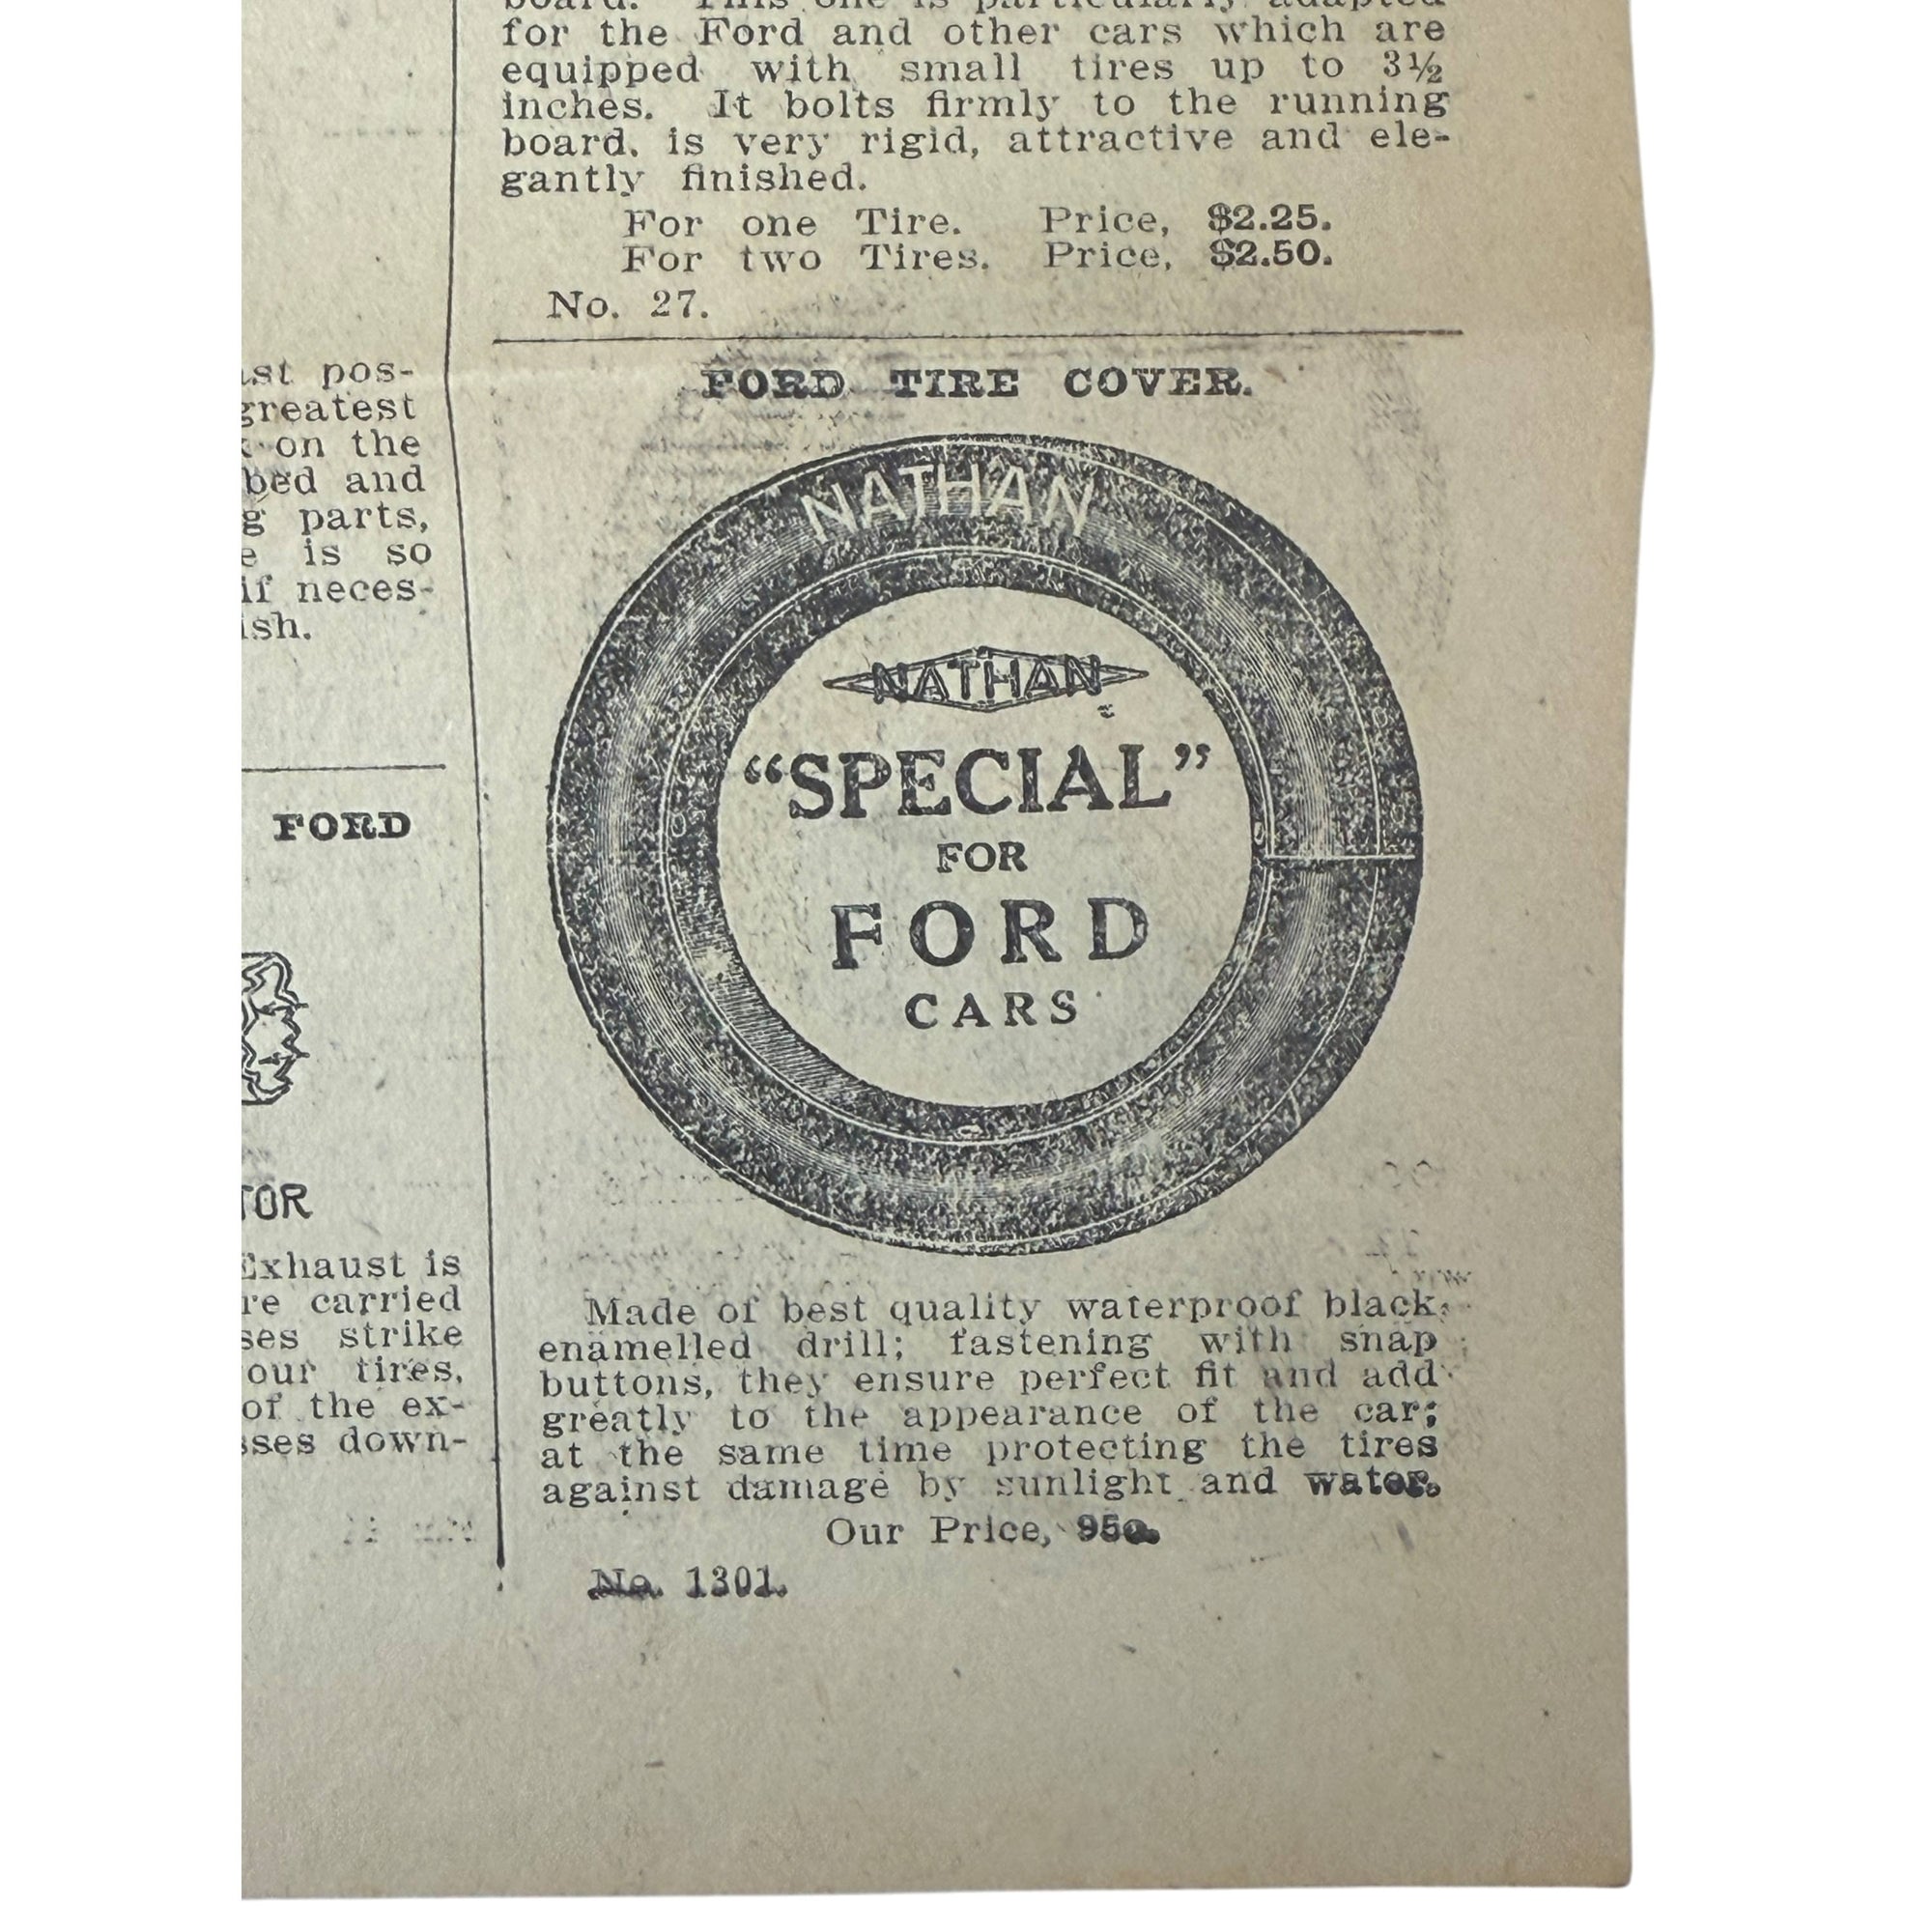 board. This one is particularly adapted
for the Ford and other cars which are
equipped with small tires up to 3½
inches. It bolts firmly to the running
board, is very rigid, attractive and ele-
gantly finished.
For one Tire. Price, $2.25.
For two Tires. Price, $2.50.
No. 27.
pos-
greatest
on the
bed and
parts,
is so
if neces-
ish.
FORD
TOR
Exhaust is
re carried
ses strike
our tires,
of the ex-
sses down-
FORD TIRE COVER.
NATHAN
NATHAN
“SPECIAL”
FOR
FORD
CARS
Made of best quality waterproof black
enamelled drill; fastening with snap
buttons, they ensure perfect fit and add
greatly to the appearance of the car;
at the same time protecting the tires
against damage by sunlight and water.
Our Price, 95c.
No. 1301.